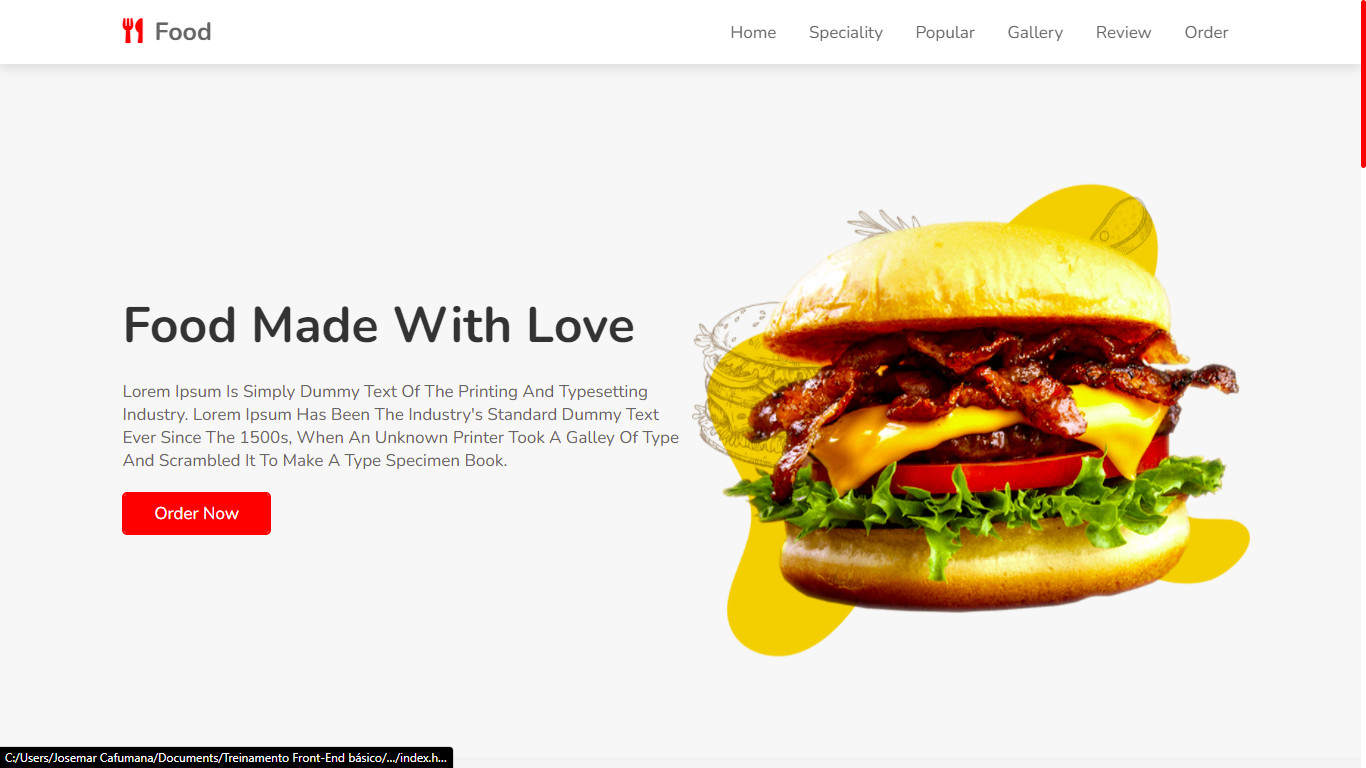 Food
Home Speciality Popular Gallery Review Order
Food Made With Love
Lorem Ipsum Is Simply Dummy Text Of The Printing And Typesetting
Industry. Lorem Ipsum Has Been The Industry's Standard Dummy Text
Ever Since The 1500s, When An Unknown Printer Took A Galley Of Type
And Scrambled It To Make A Type Specimen Book.
Order Now
C:/Users/Josemar Cafumana/Documents/Treinamento Front-End básico/.../index.h...